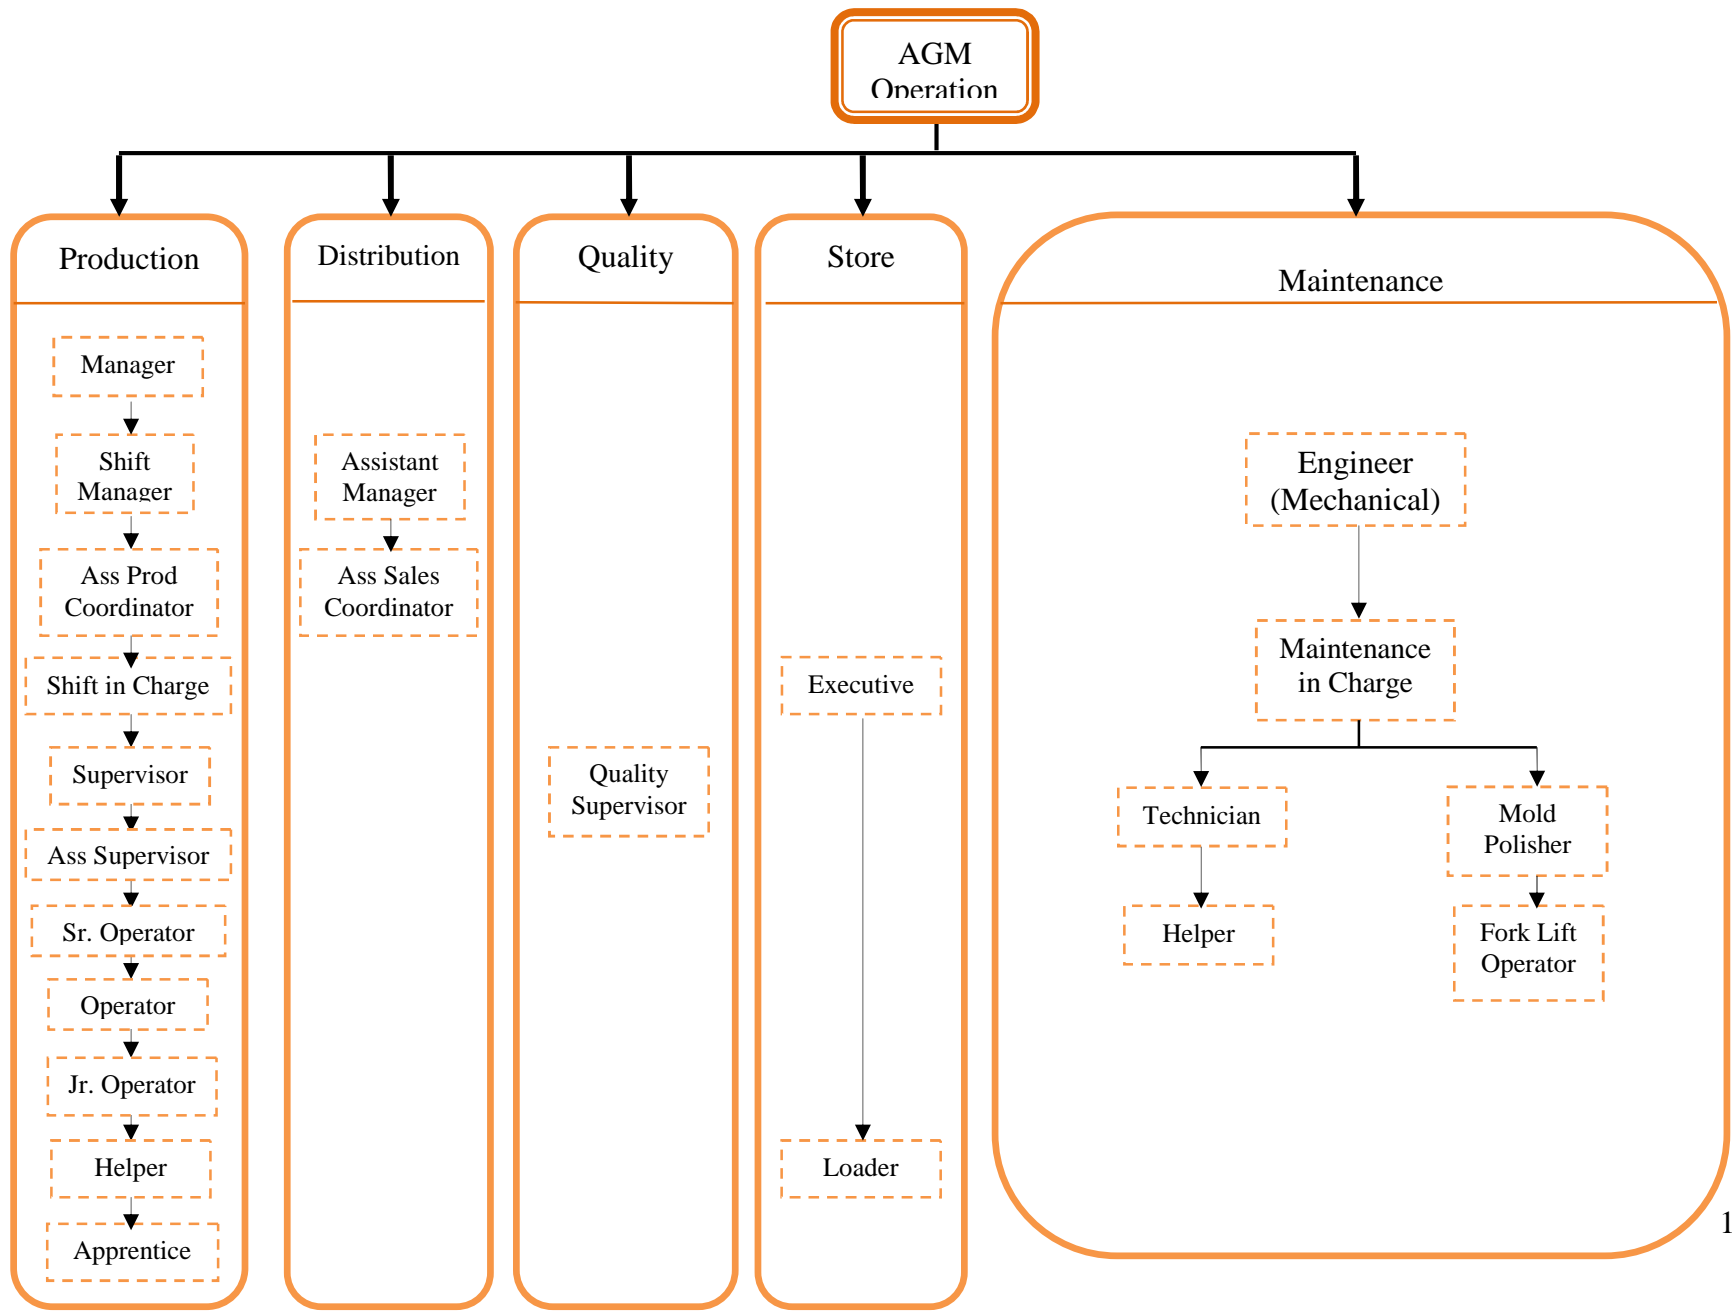 AGM
Operation
Production
Manager
Shift
Manager
Ass Prod
Coordinator
Shift in Charge
Supervisor
Ass Supervisor
Sr. Operator
Operator
Jr. Operator
Helper
Apprentice
Distribution
Assistant
Manager
Ass Sales
Coordinator
Quality
Quality
Supervisor
Store
Executive
Loader
Maintenance
Engineer
(Mechanical)
Maintenance
in Charge
Technician
Helper
Mold
Polisher
Fork Lift
Operator
1